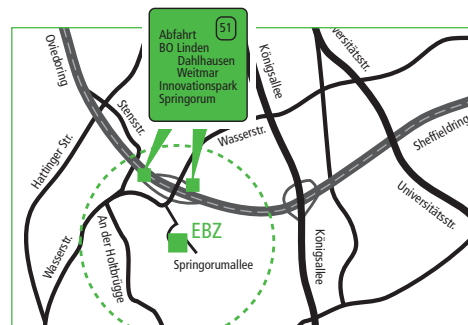 Abfahrt 51
BO Linden
Dahlhausen
Weitmar
Innovationspark
Springorum
Oviedoring
Stensstr.
Hattinger Str.
Wasserstr.
Königsallee
iversitätsstr.
Sheffieldring
Universitätsstr.
Königsallee
Wasserstr.
An der Holtbrügge
EBZ
Springorumallee